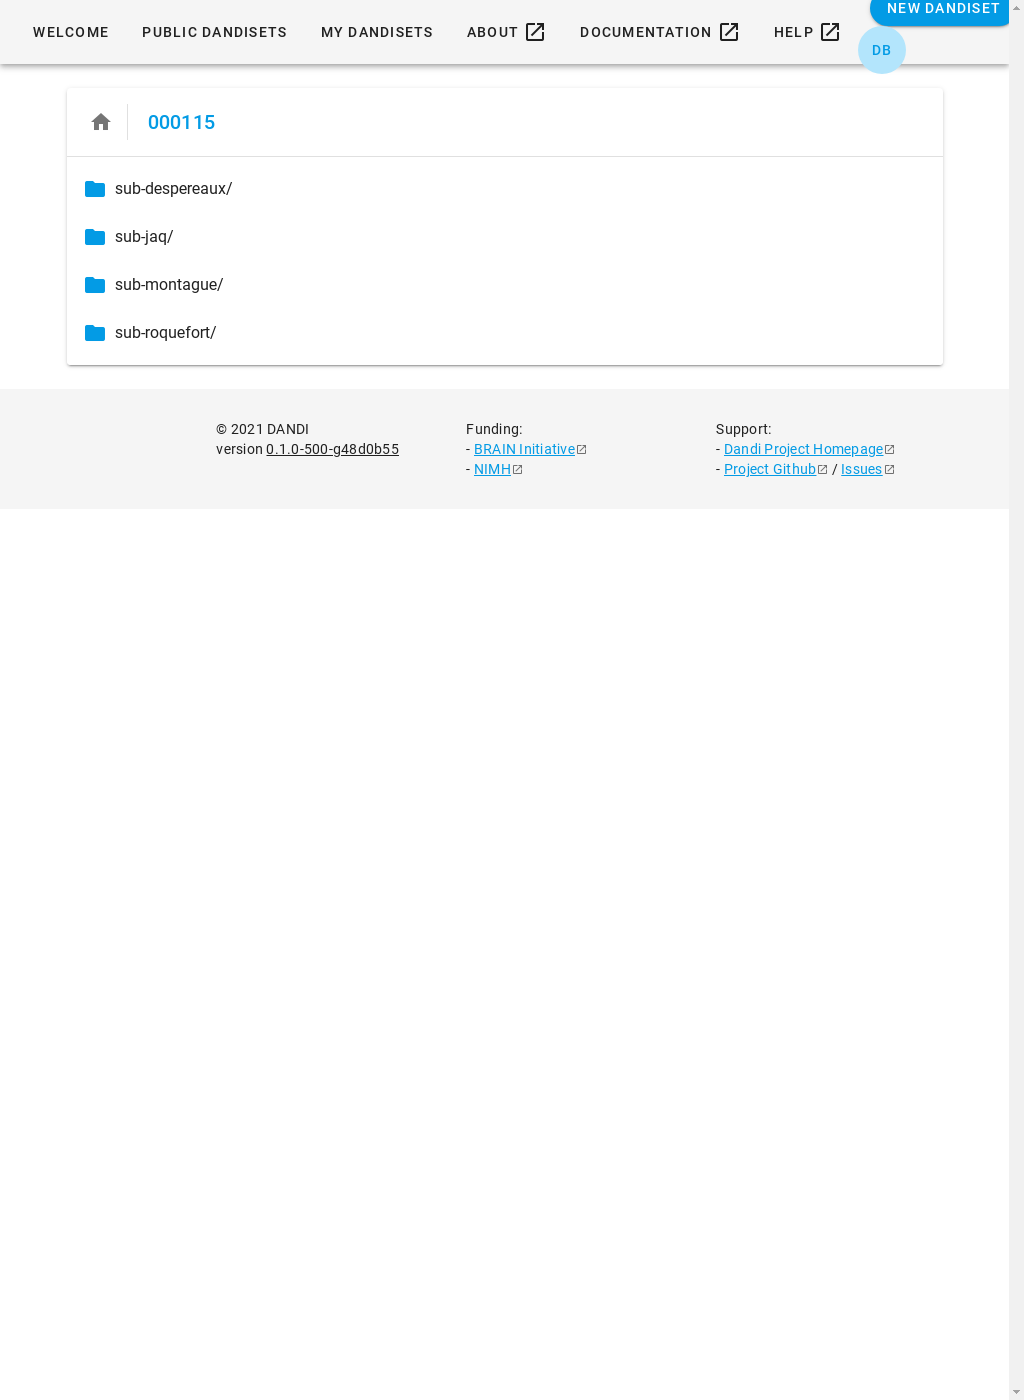 WELCOME PUBLIC DANDISETS MY DANDISETS ABOUT DOCUMENTATION HELP NEW DANDISET
DB
000115
sub-despereaux/
sub-jaq/
sub-montague/
sub-roquefort/
© 2021 DANDI
version 0.1.0-500-g48d0b55
Funding:
- BRAIN Initiative
- NIMH
Support:
- Dandi Project Homepage
- Project Github / Issues